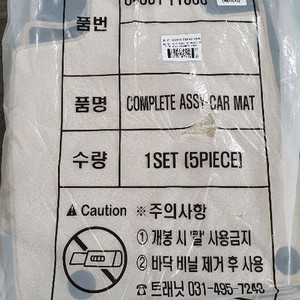 품번
품명 COMPLETE ASSY-CAR MAT
수량 1SET (5PIECE)
Caution ※주의사항
① 개봉 시 '칼' 사용금지
② 바닥 비닐 제거 후 사용
☎ 트래닛 031-495-7243